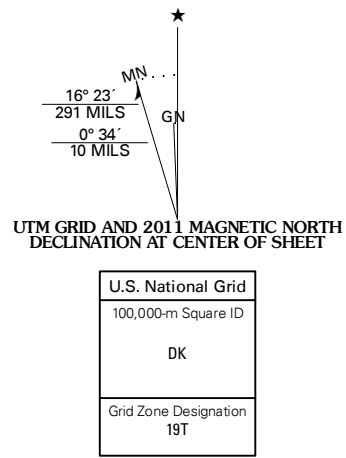 MN
GN
16° 23´
291 MILS
0° 34´
10 MILS
UTM GRID AND 2011 MAGNETIC NORTH
DECLINATION AT CENTER OF SHEET
U.S. National Grid
100,000-m Square ID
DK
Grid Zone Designation
19T